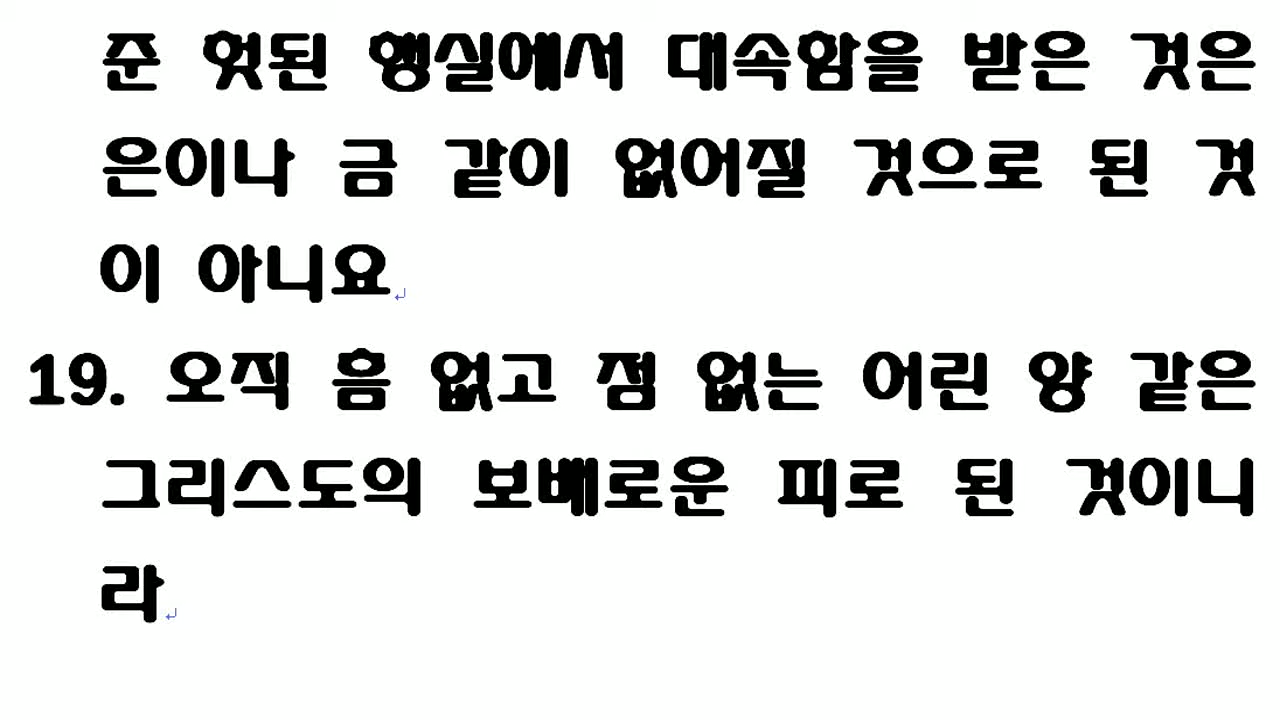 준 헛된 행실에서 대속함을 받은 것은
은이나 금 같이 없어질 것으로 된 것
이 아니요
19. 오직 흠 없고 점 없는 어린 양 같은
그리스도의 보배로운 피로 된 것이니
라